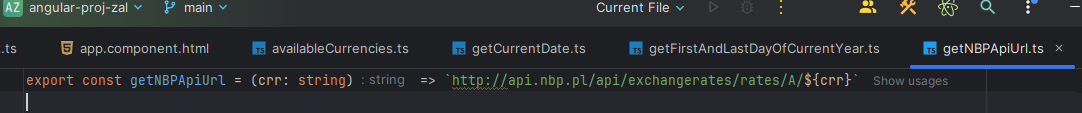 AZ angular-proj-zal main Current File
t.ts app.component.html availableCurrencies.ts getCurrentDate.ts getFirstAndLastDayOfCurrentYear.ts getNBPApiUrl.ts
export const getNBPApiUrl = (crr: string) : string => `http://api.nbp.pl/api/exchangerates/rates/A/${crr}` Show usages